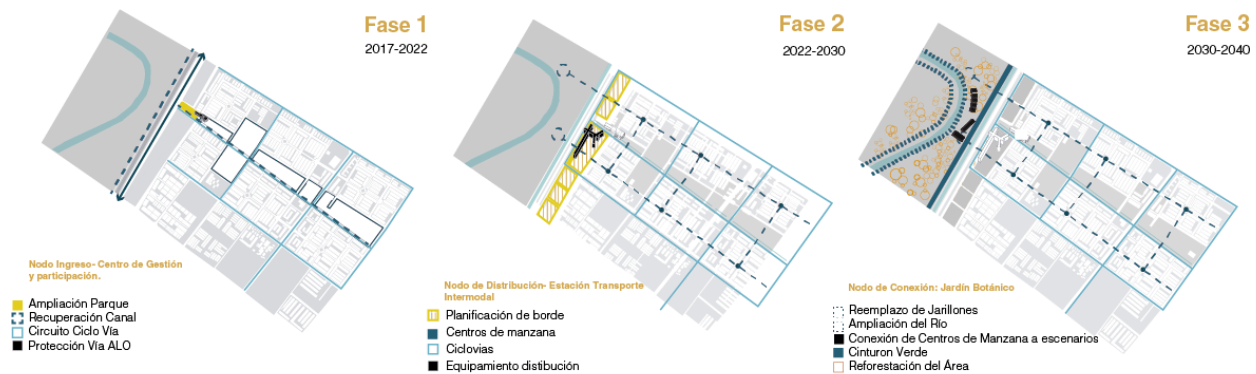 Fase 1
2017-2022
Nodo Ingreso- Centro de Gestión
y participación.
Ampliación Parque
Recuperación Canal
Circuito Ciclo Vía
Protección Vía ALO
Fase 2
2022-2030
Nodo de Distribución- Estación Transporte
Intermodal
Planificación de borde
Centros de manzana
Ciclovias
Equipamiento distibución
Fase 3
2030-2040
Nodo de Conexión: Jardín Botánico
Reemplazo de Jarillones
Ampliación del Río
Conexión de Centros de Manzana a escenarios
Cinturon Verde
Reforestación del Área